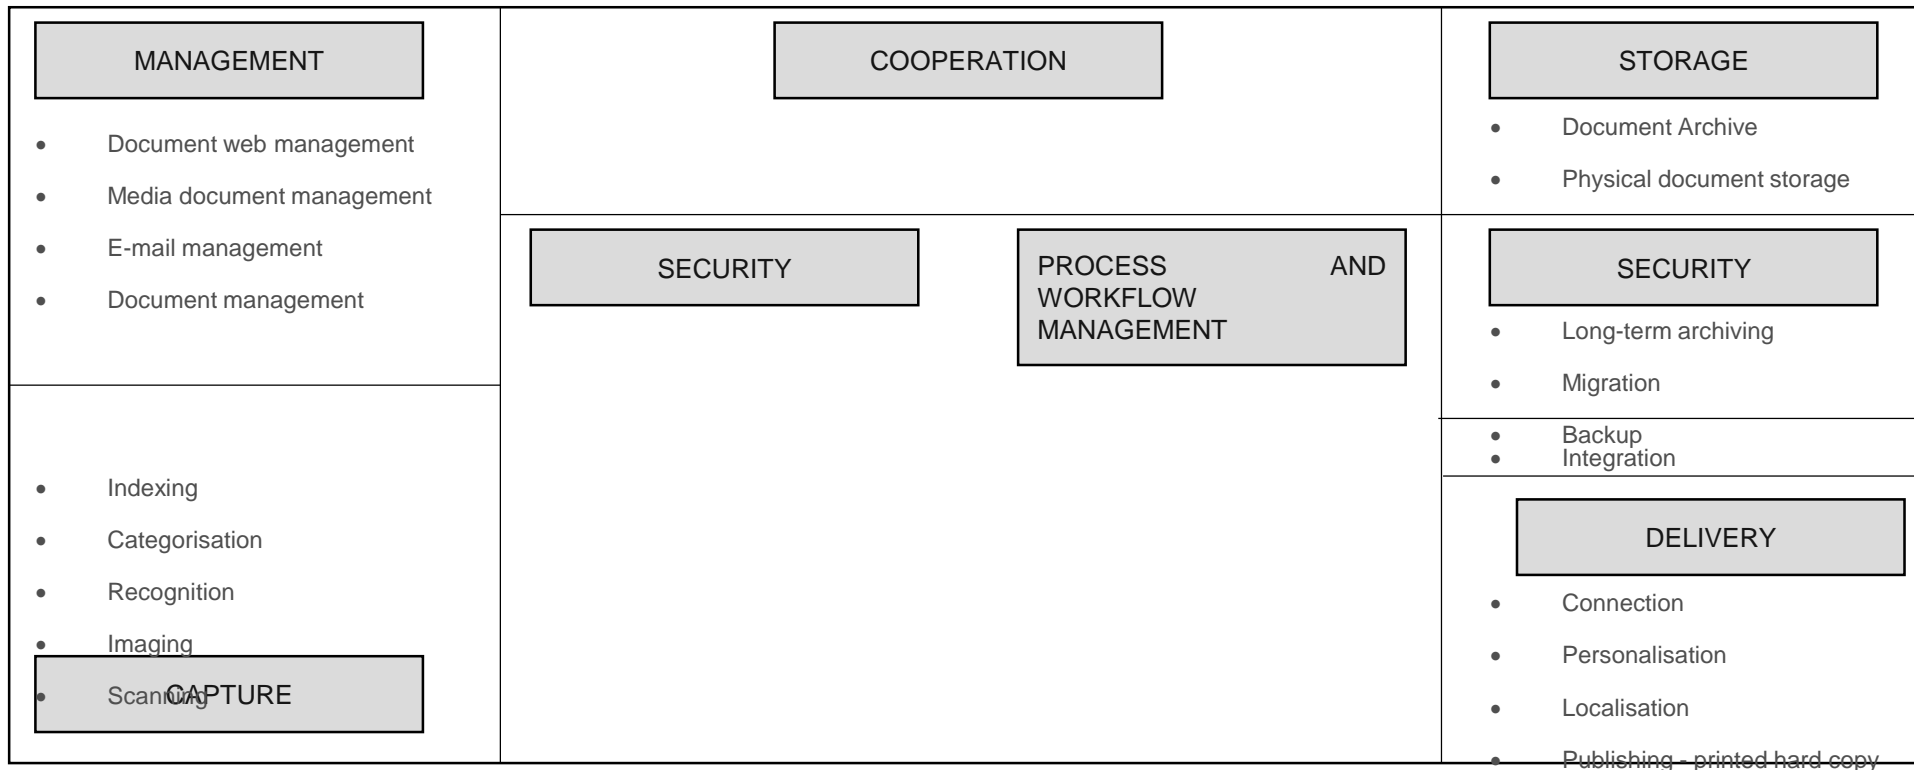 MANAGEMENT
• Document web management
• Media document management
• E-mail management
• Document management
• Indexing
• Categorisation
• Recognition
• Imaging
• Scanning
CAPTURE
COOPERATION
SECURITY
PROCESS AND
WORKFLOW
MANAGEMENT
STORAGE
• Document Archive
• Physical document storage
SECURITY
• Long-term archiving
• Migration
• Backup
• Integration
DELIVERY
• Connection
• Personalisation
• Localisation
• Publishing - printed hard copy